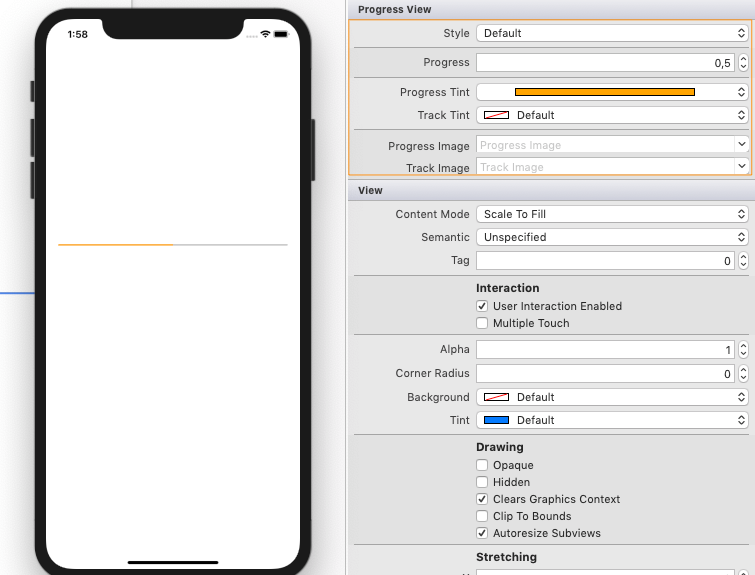 1:58
Progress View
Style Default
Progress 0,5
Progress Tint
Track Tint Default
Progress Image Progress Image
Track Image Track Image
View
Content Mode Scale To Fill
Semantic Unspecified
Tag 0
Interaction
User Interaction Enabled
Multiple Touch
Alpha 1
Corner Radius 0
Background Default
Tint Default
Drawing
Opaque
Hidden
Clears Graphics Context
Clip To Bounds
Autoresize Subviews
Stretching